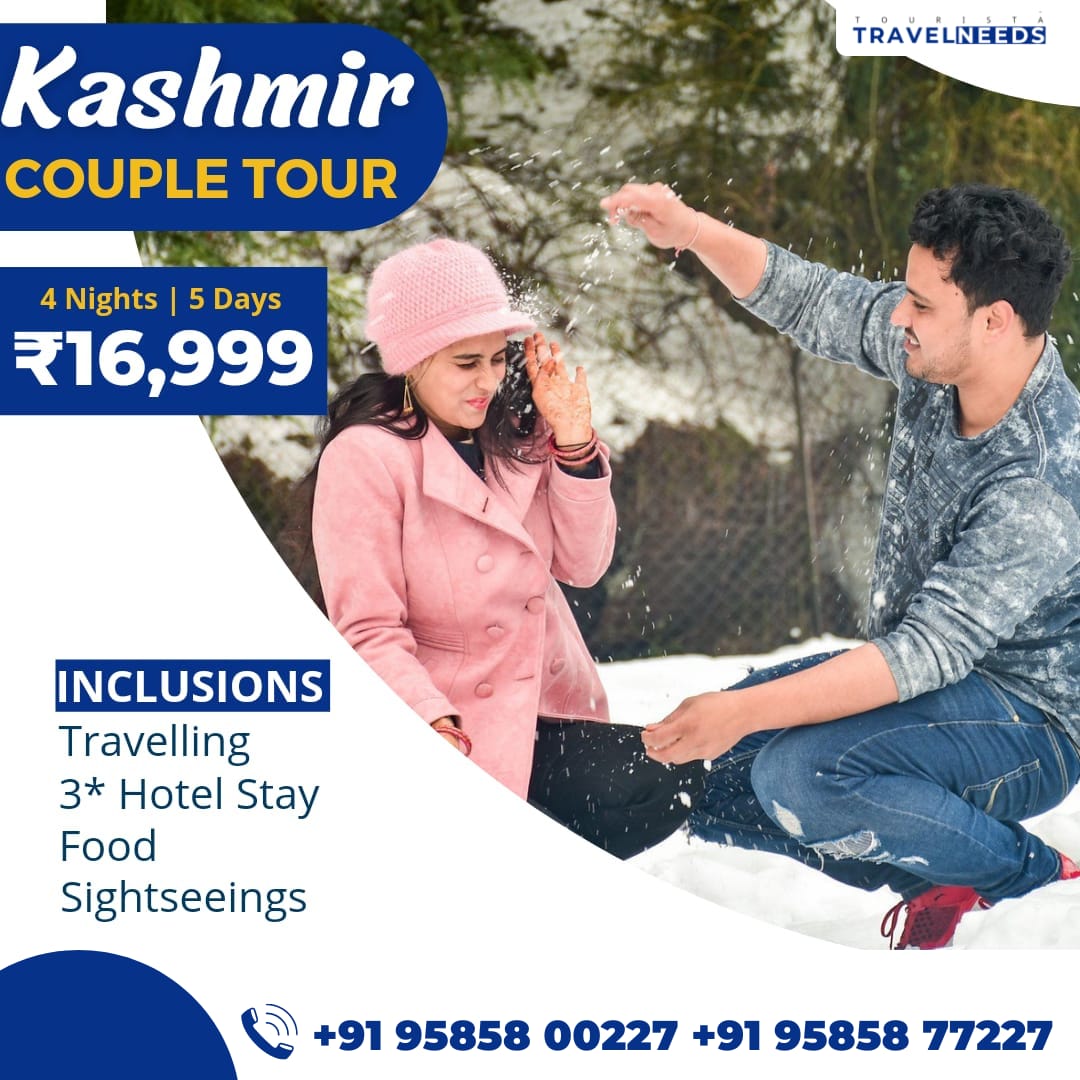 TOURISTA
TRAVELNEEDS
Kashmir
COUPLE TOUR
4 Nights | 5 Days
₹16,999
INCLUSIONS
Travelling
3* Hotel Stay
Food
Sightseeings
+91 95858 00227 +91 95858 77227